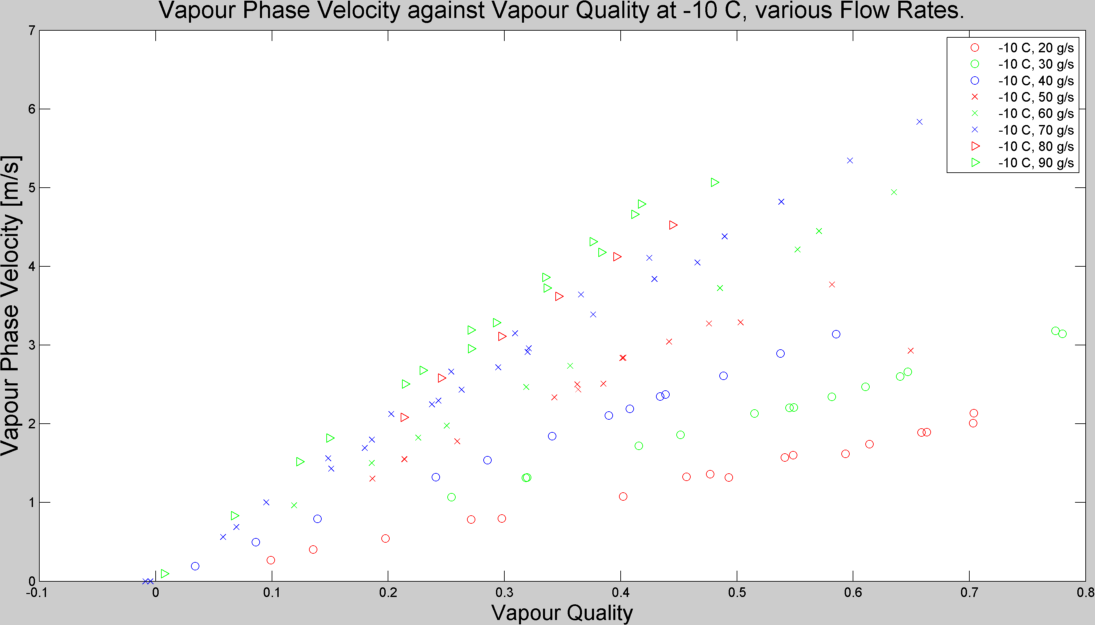 Vapour Phase Velocity against Vapour Quality at -10 C, various Flow Rates.
7
6
5
4
3
2
1
0
Vapour Phase Velocity [m/s]
-10 C, 20 g/s
-10 C, 30 g/s
-10 C, 40 g/s
-10 C, 50 g/s
-10 C, 60 g/s
-10 C, 70 g/s
-10 C, 80 g/s
-10 C, 90 g/s
-0.1 0 0.1 0.2 0.3 0.4 0.5 0.6 0.7 0.8
Vapour Quality